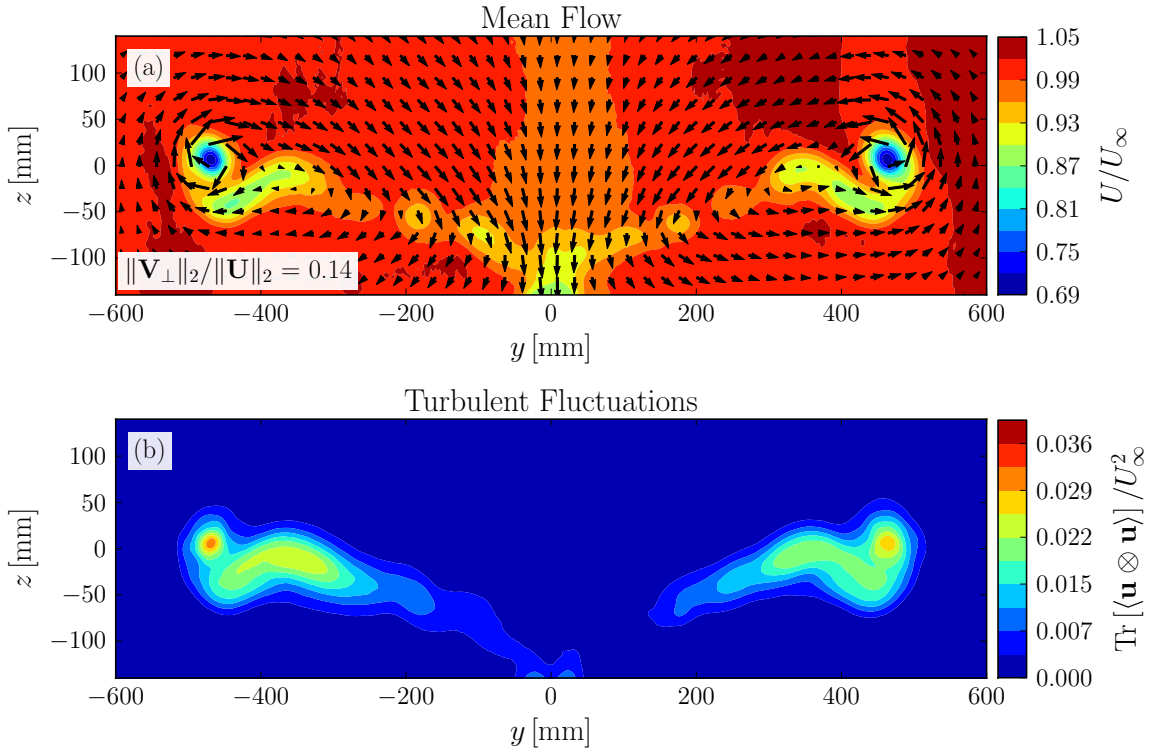 Mean Flow
(a)
100
50
0
−50
−100
z [mm]
‖V⊥‖₂/‖U‖₂ = 0.14
−600 −400 −200 0 200 400 600
y [mm]
1.05
0.99
0.93
0.87
0.81
0.75
0.69
U/U∞
Turbulent Fluctuations
(b)
100
50
0
−50
−100
z [mm]
−600 −400 −200 0 200 400 600
y [mm]
0.036
0.029
0.022
0.015
0.007
0.000
Tr [⟨u ⊗ u⟩] /U∞²